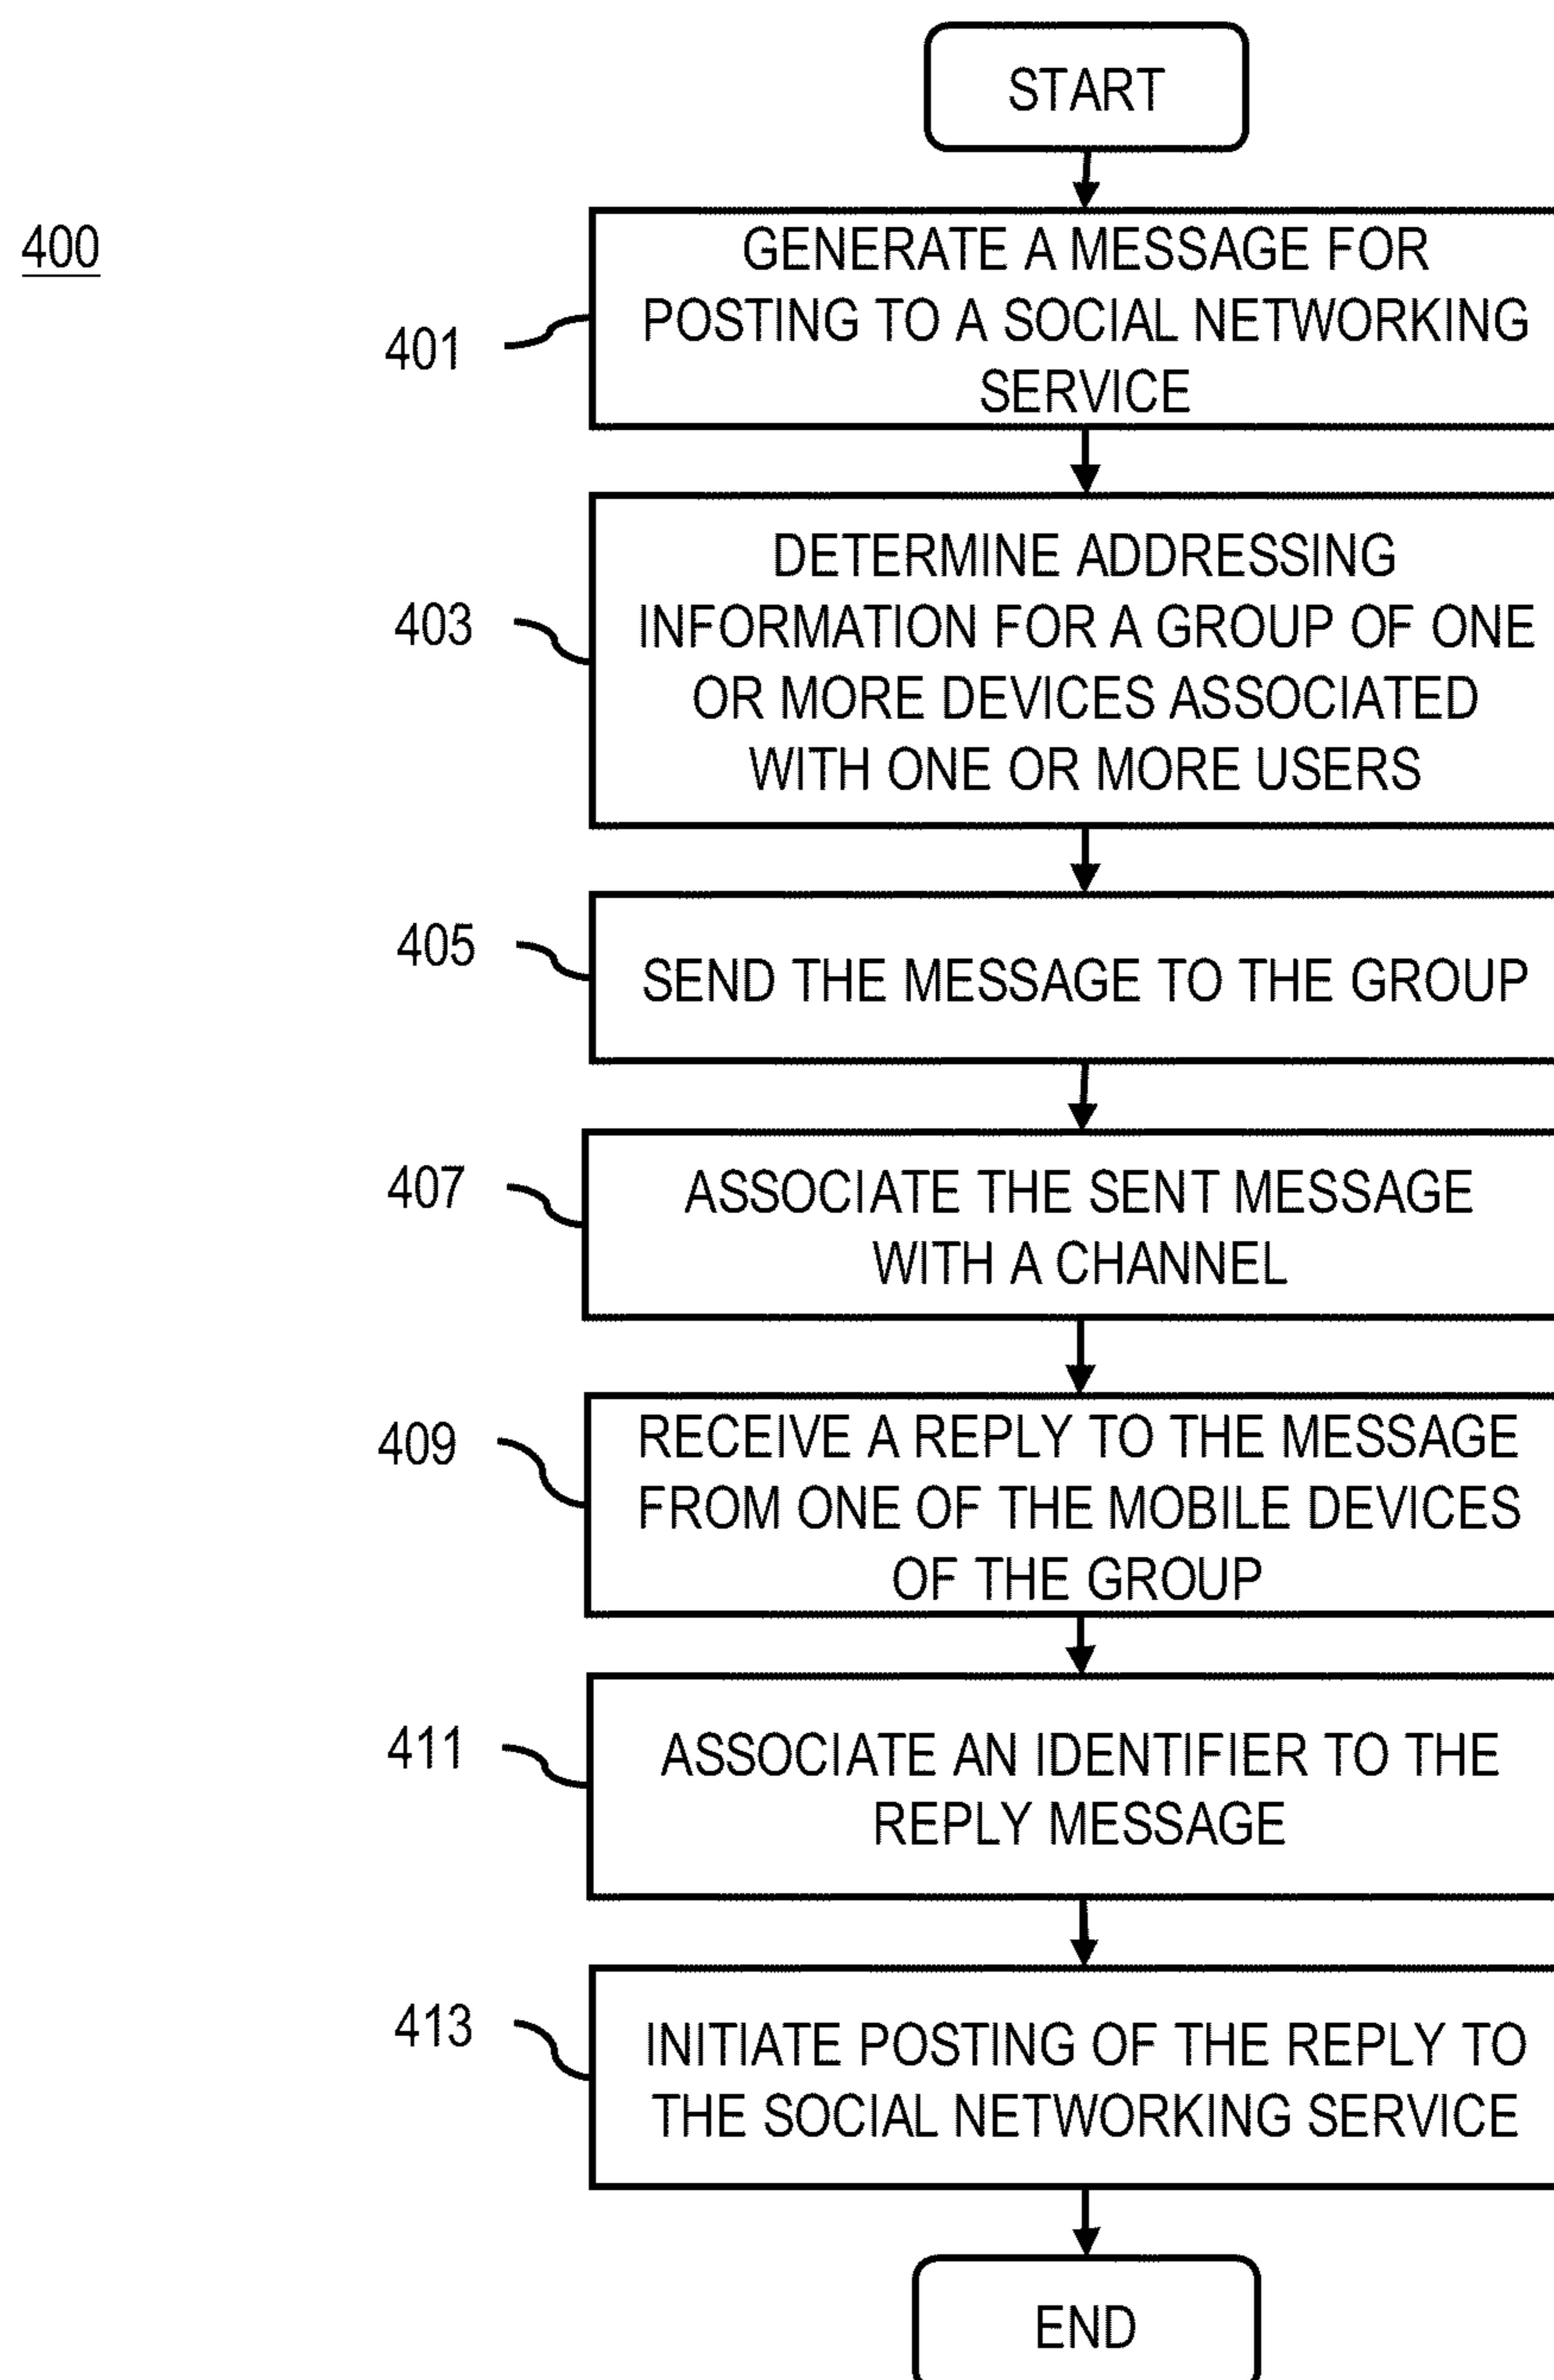 START
400
401
GENERATE A MESSAGE FOR
POSTING TO A SOCIAL NETWORKING
SERVICE
403
DETERMINE ADDRESSING
INFORMATION FOR A GROUP OF ONE
OR MORE DEVICES ASSOCIATED
WITH ONE OR MORE USERS
405
SEND THE MESSAGE TO THE GROUP
407
ASSOCIATE THE SENT MESSAGE
WITH A CHANNEL
409
RECEIVE A REPLY TO THE MESSAGE
FROM ONE OF THE MOBILE DEVICES
OF THE GROUP
411
ASSOCIATE AN IDENTIFIER TO THE
REPLY MESSAGE
413
INITIATE POSTING OF THE REPLY TO
THE SOCIAL NETWORKING SERVICE
END